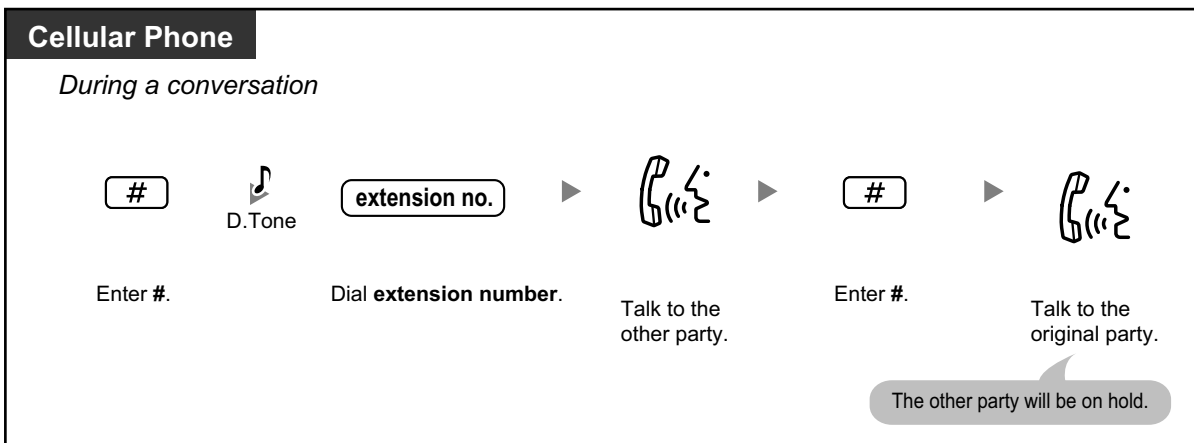 Cellular Phone
During a conversation
#
D.Tone
extension no.
#
Enter #.
Dial extension number.
Talk to the
other party.
Enter #.
Talk to the
original party.
The other party will be on hold.